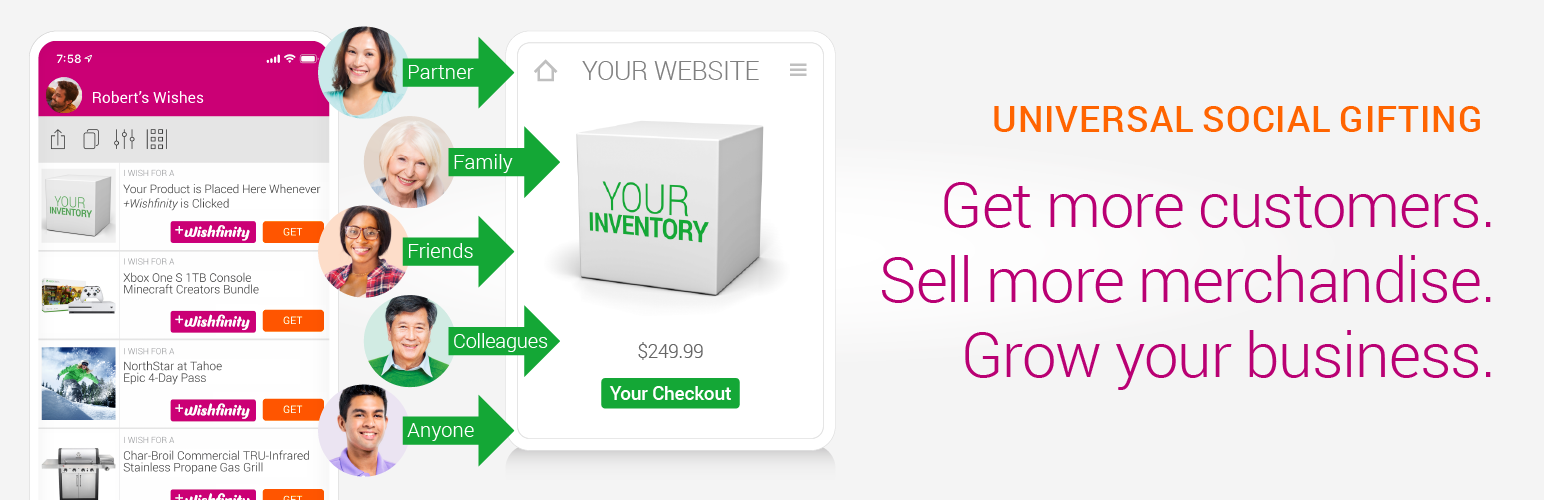 7:58
Robert's Wishes
I WISH FOR A
Your Product is Placed Here Whenever
+Wishfinity is Clicked
YOUR
INVENTORY
+Wishfinity
GET
I WISH FOR A
Xbox One S 1TB Console
Minecraft Creators Bundle
+Wishfinity
GET
I WISH FOR A
NorthStar at Tahoe
Epic 4-Day Pass
+Wishfinity
GET
I WISH FOR A
Char-Broil Commercial TRU-Infrared
Stainless Propane Gas Grill
+Wishfinity
GET
Partner
Family
Friends
Colleagues
Anyone
YOUR WEBSITE
YOUR
INVENTORY
$249.99
Your Checkout
UNIVERSAL SOCIAL GIFTING
Get more customers.
Sell more merchandise.
Grow your business.